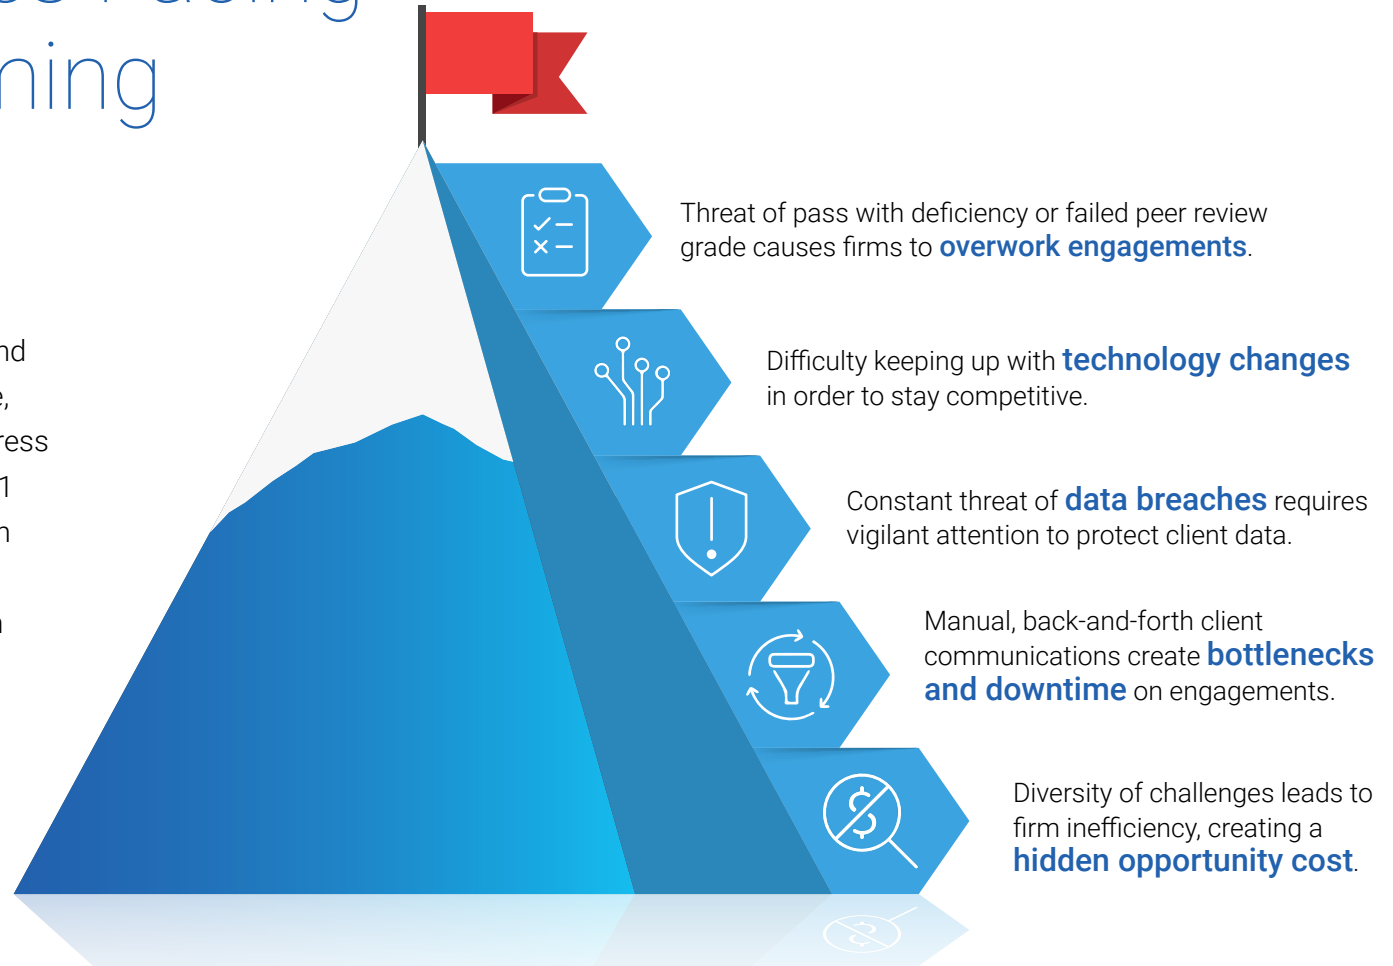 Facing
ning
nd
e,
ress
1
n
n
Threat of pass with deficiency or failed peer review
grade causes firms to overwork engagements.
Difficulty keeping up with technology changes
in order to stay competitive.
Constant threat of data breaches requires
vigilant attention to protect client data.
Manual, back-and-forth client
communications create bottlenecks
and downtime on engagements.
Diversity of challenges leads to
firm inefficiency, creating a
hidden opportunity cost.